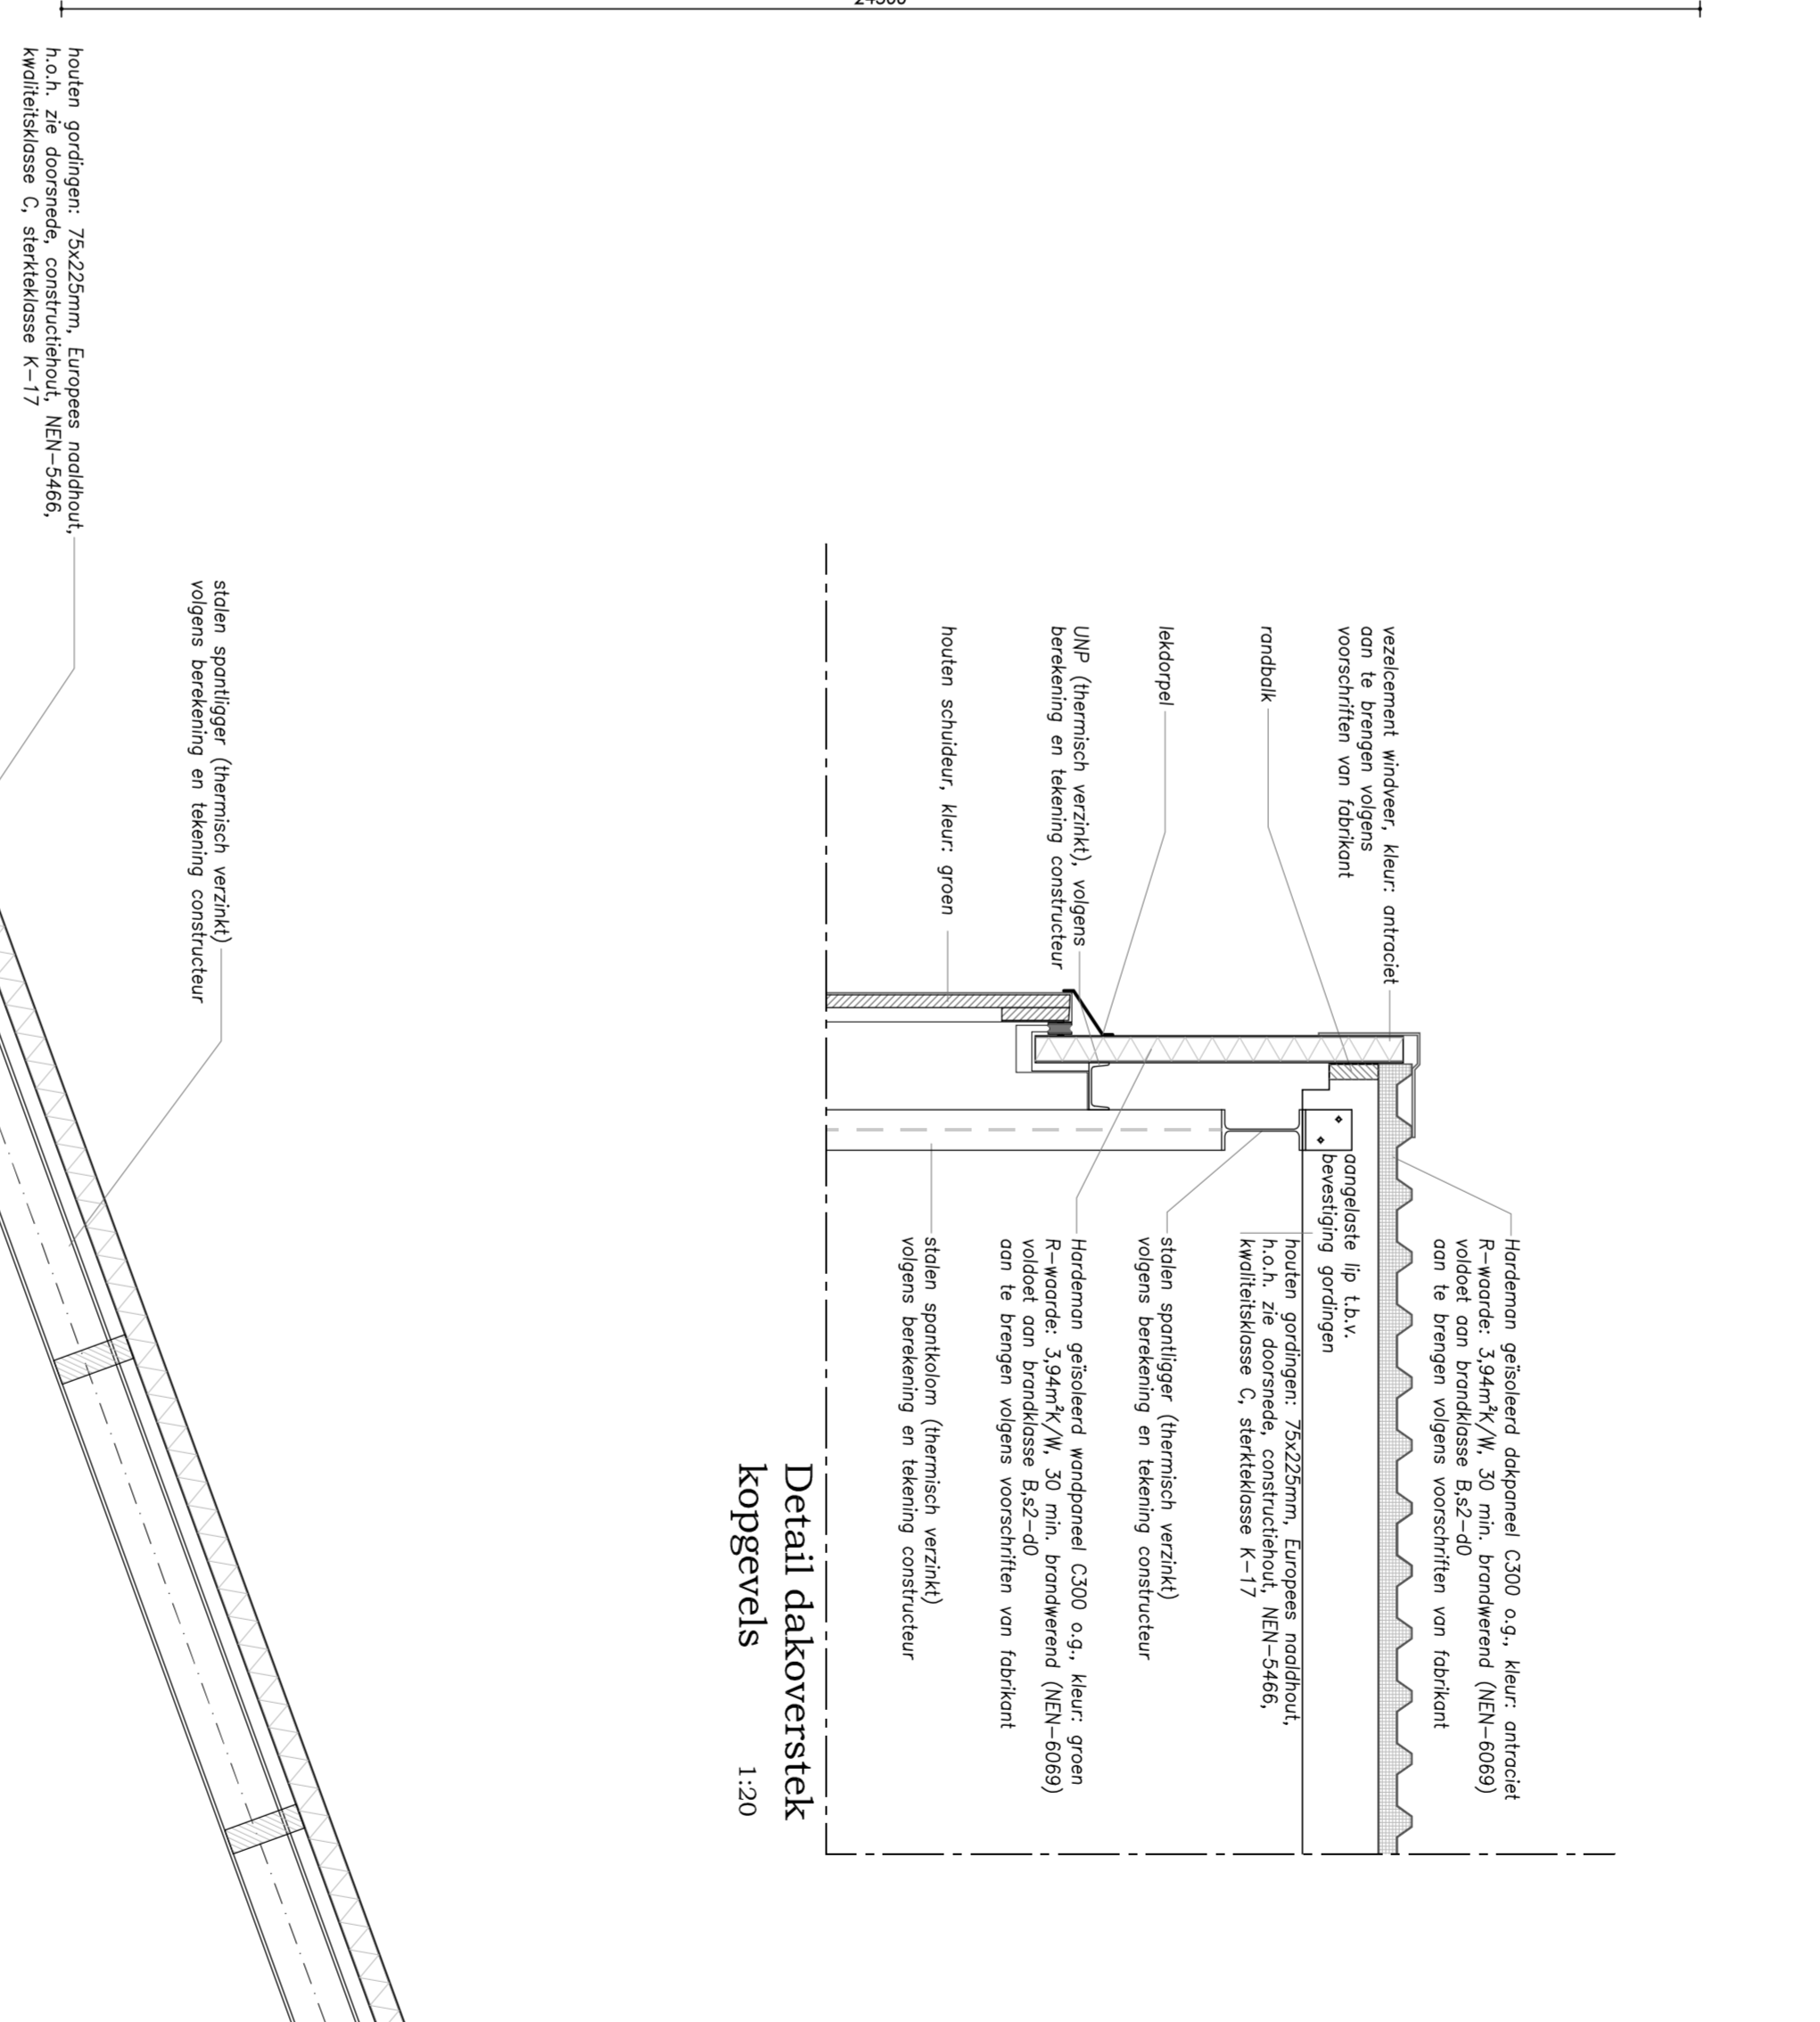 houten gordingen: 75x225mm, Europees naaldhout,
h.o.h. zie doorsnede, constructiehout, NEN-5466,
kwaliteitsklasse C, sterkteklasse K-17
stalen spantligger (thermisch verzinkt)
volgens berekening en tekening constructeur
vezelcement windveer, kleur: antraciet
aan te brengen volgens
voorschriften van fabrikant
randbalk
lekdorpel
UNP (thermisch verzinkt), volgens
berekening en tekening constructeur
houten schuideur, kleur: groen
Hardeman geïsoleerd dakpaneel C300 o.g., kleur: antraciet
R-waarde: 3,94m²K/W, 30 min. brandwerend (NEN-6069)
voldoet aan brandklasse B,s2-d0
aan te brengen volgens voorschriften van fabrikant
aangelaste lip t.b.v.
bevestiging gordingen
houten gordingen: 75x225mm, Europees naaldhout,
h.o.h. zie doorsnede, constructiehout, NEN-5466,
kwaliteitsklasse C, sterkteklasse K-17
stalen spantligger (thermisch verzinkt)
volgens berekening en tekening constructeur
Hardeman geïsoleerd wandpaneel C300 o.g., kleur: groen
R-waarde: 3,94m²K/W, 30 min. brandwerend (NEN-6069)
voldoet aan brandklasse B,s2-d0
aan te brengen volgens voorschriften van fabrikant
stalen spantkolom (thermisch verzinkt)
volgens berekening en tekening constructeur
Detail dakoverstek
kopgevels 1:20